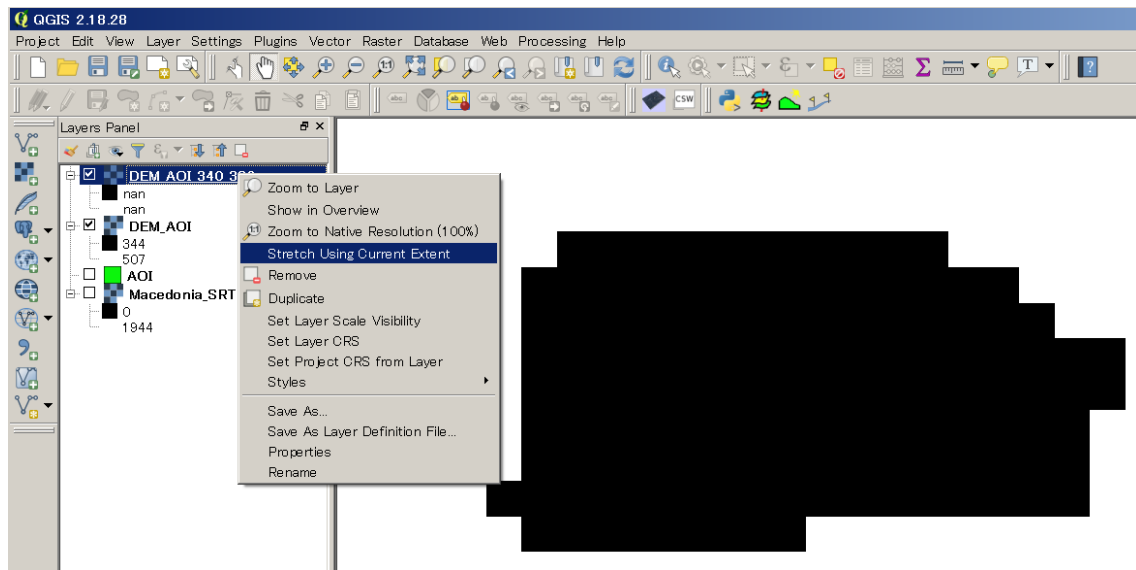 QGIS 2.18.28
Project Edit View Layer Settings Plugins Vector Raster Database Web Processing Help
CSW
Layers Panel
DEM_AOI 340
nan
nan
DEM_AOI
344
507
AOI
Macedonia_SRT
0
1944
Zoom to Layer
Show in Overview
Zoom to Native Resolution (100%)
Stretch Using Current Extent
Remove
Duplicate
Set Layer Scale Visibility
Set Layer CRS
Set Project CRS from Layer
Styles
Save As...
Save As Layer Definition File...
Properties
Rename